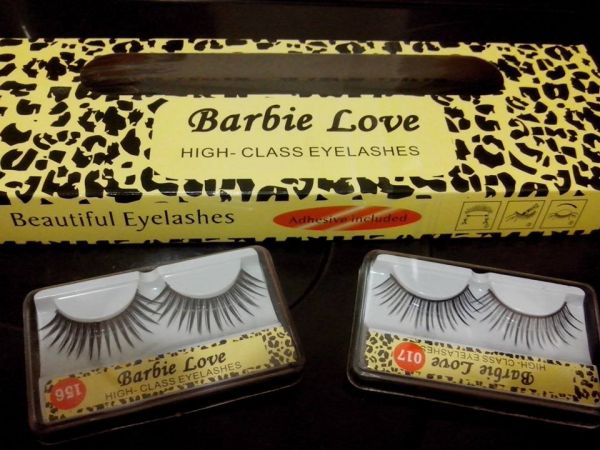 Barbie Love
HIGH- CLASS EYELASHES
Beautiful Eyelashes
Adhesive included
156
Barbie Love
HIGH- CLASS EYELASHES
017
Barbie Love
HIGH- CLASS EYELASHES